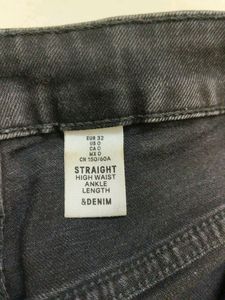 EUR 32
US 0
CA 0
MX 0
CN 150/60A
STRAIGHT
HIGH WAIST
ANKLE
LENGTH
&DENIM